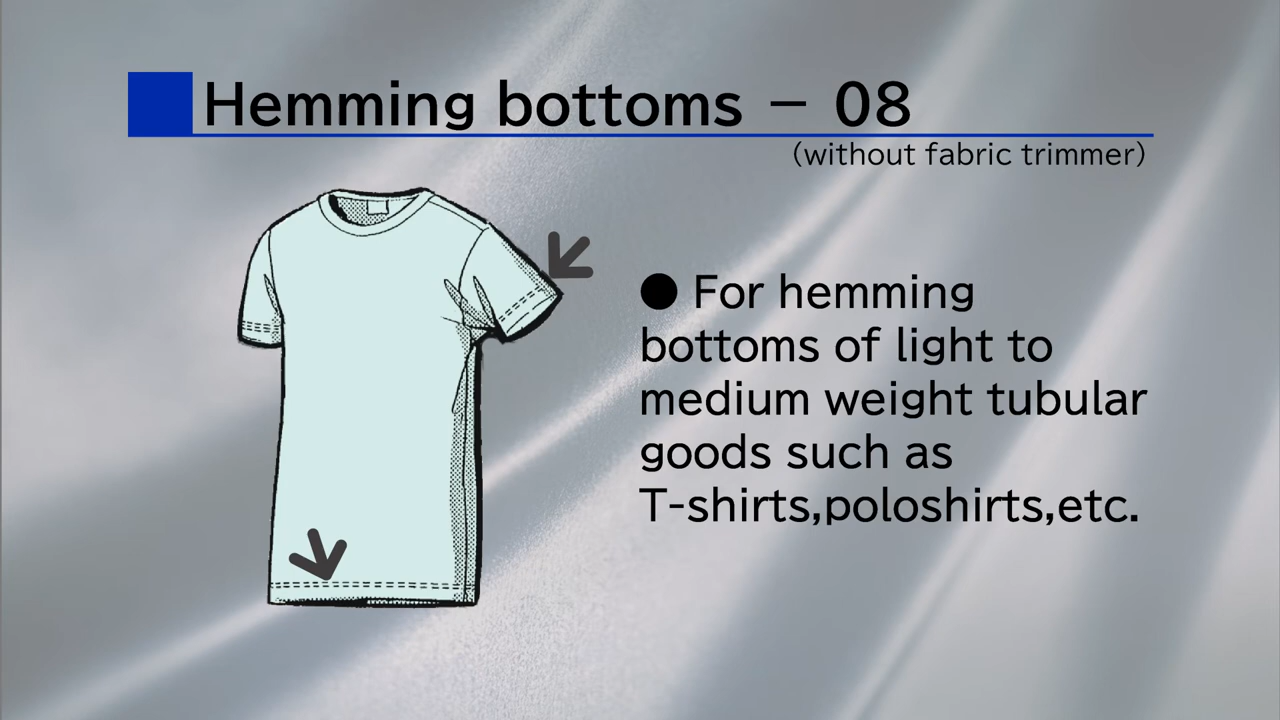 Hemming bottoms − 08
(without fabric trimmer)
● For hemming
bottoms of light to
medium weight tubular
goods such as
T-shirts,poloshirts,etc.